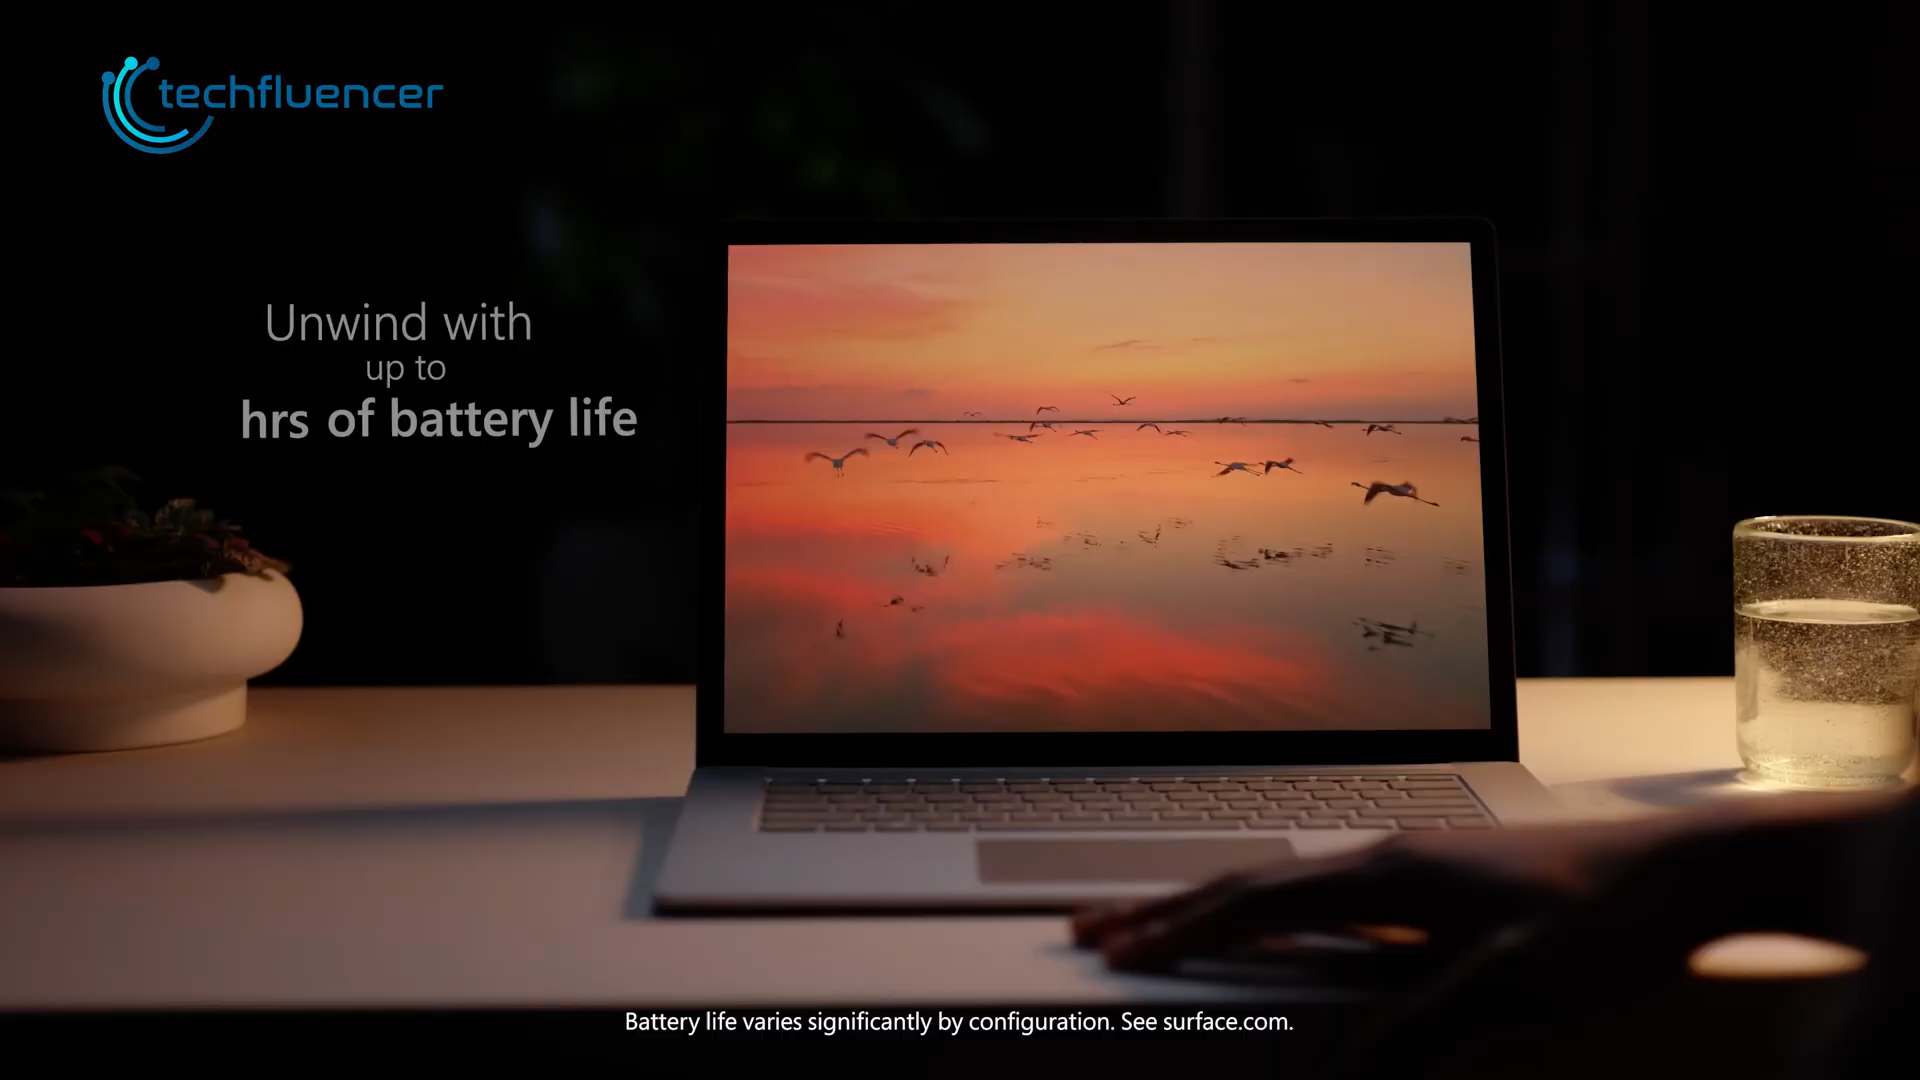 techfluencer
Unwind with
up to
hrs of battery life
Battery life varies significantly by configuration. See surface.com.